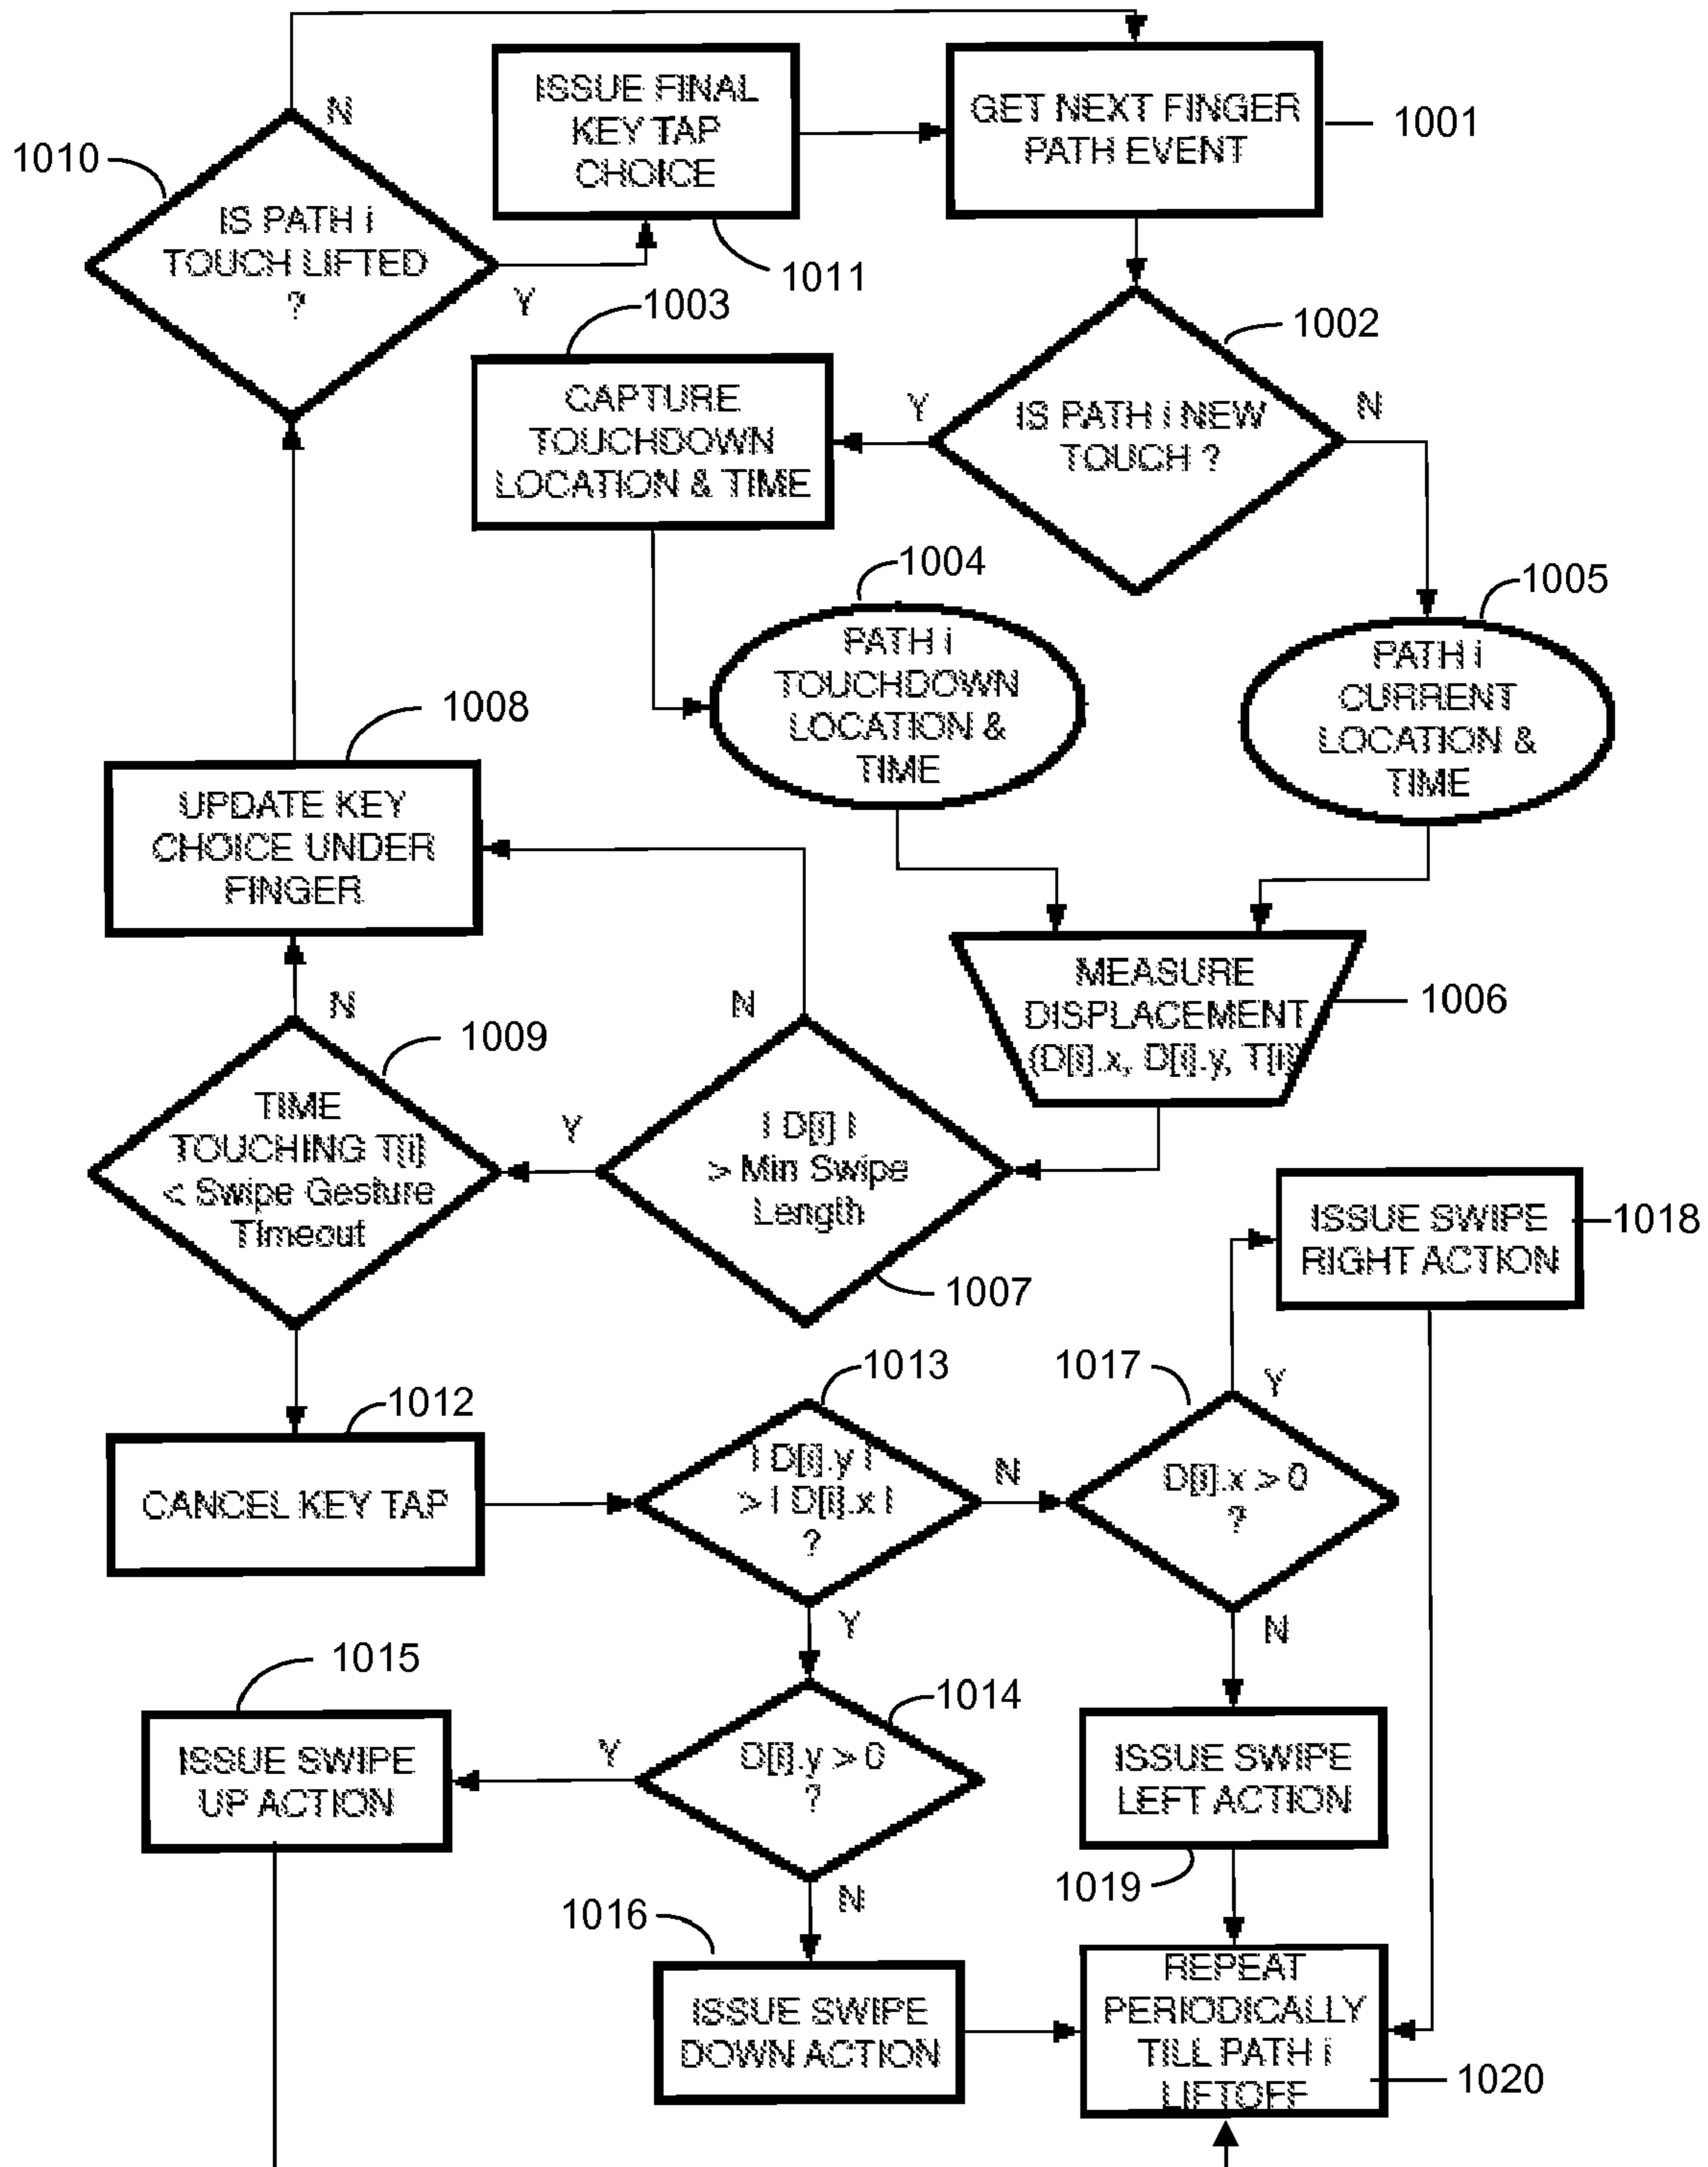 N
ISSUE FINAL
KEY TAP
CHOICE
GET NEXT FINGER
PATH EVENT
1001
1010
IS PATH i
TOUCH LIFTED
?
Y
1011
1003
1002
CAPTURE
TOUCHDOWN
LOCATION & TIME
Y
IS PATH i NEW
TOUCH ?
N
1004
1005
PATH i
TOUCHDOWN
LOCATION &
TIME
PATH i
CURRENT
LOCATION &
TIME
1008
UPDATE KEY
CHOICE UNDER
FINGER
MEASURE
DISPLACEMENT
(D[i].x, D[i].y, T[i])
1006
N
1009
N
TIME
TOUCHING T[i]
< Swipe Gesture
TImeout
Y
| D[i] |
> Min Swipe
Length
1007
ISSUE SWIPE
RIGHT ACTION
1018
1012
CANCEL KEY TAP
1013
| D[i].y |
> | D[i].x |
?
N
Y
1017
D[i].x > 0
?
Y
N
1015
ISSUE SWIPE
UP ACTION
Y
1014
D[i].y > 0
?
N
ISSUE SWIPE
LEFT ACTION
1019
1016
ISSUE SWIPE
DOWN ACTION
REPEAT
PERIODICALLY
TILL PATH i
LIFTOFF
1020